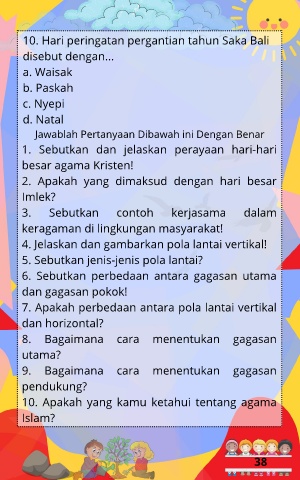 10. Hari peringatan pergantian tahun Saka Bali
disebut dengan...
a. Waisak
b. Paskah
c. Nyepi
d. Natal
Jawablah Pertanyaan Dibawah ini Dengan Benar
1. Sebutkan dan jelaskan perayaan hari-hari
besar agama Kristen!
2. Apakah yang dimaksud dengan hari besar
Imlek?
3. Sebutkan contoh kerjasama dalam
keragaman di lingkungan masyarakat!
4. Jelaskan dan gambarkan pola lantai vertikal!
5. Sebutkan jenis-jenis pola lantai?
6. Sebutkan perbedaan antara gagasan utama
dan gagasan pokok!
7. Apakah perbedaan antara pola lantai vertikal
dan horizontal?
8. Bagaimana cara menentukan gagasan
utama?
9. Bagaimana cara menentukan gagasan
pendukung?
10. Apakah yang kamu ketahui tentang agama
Islam?
38